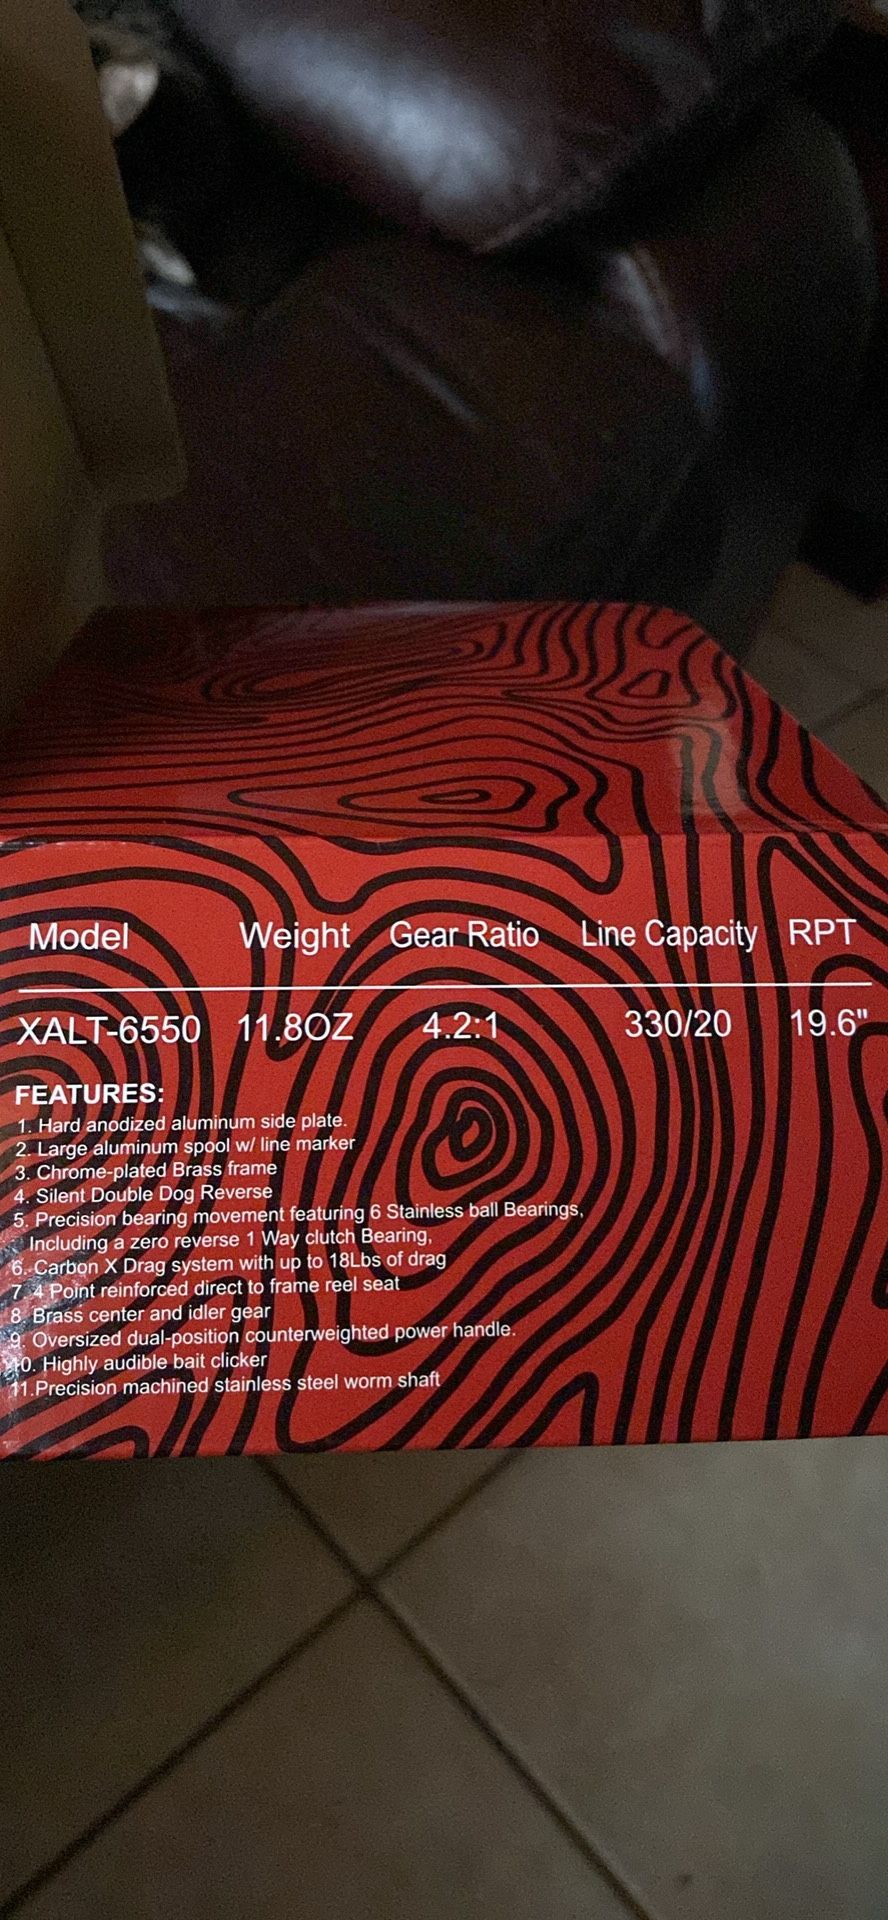 Model Weight Gear Ratio Line Capacity RPT
XALT-6550 11.8OZ 4.2:1 330/20 19.6"
FEATURES:
1. Hard anodized aluminum side plate.
2. Large aluminum spool w/ line marker
3. Chrome-plated Brass frame
4. Silent Double Dog Reverse
5. Precision bearing movement featuring 6 Stainless ball Bearings,
Including a zero reverse 1 Way clutch Bearing,
6. Carbon X Drag system with up to 18Lbs of drag
7 4 Point reinforced direct to frame reel seat
8. Brass center and idler gear
9. Oversized dual-position counterweighted power handle.
10. Highly audible bait clicker
11.Precision machined stainless steel worm shaft